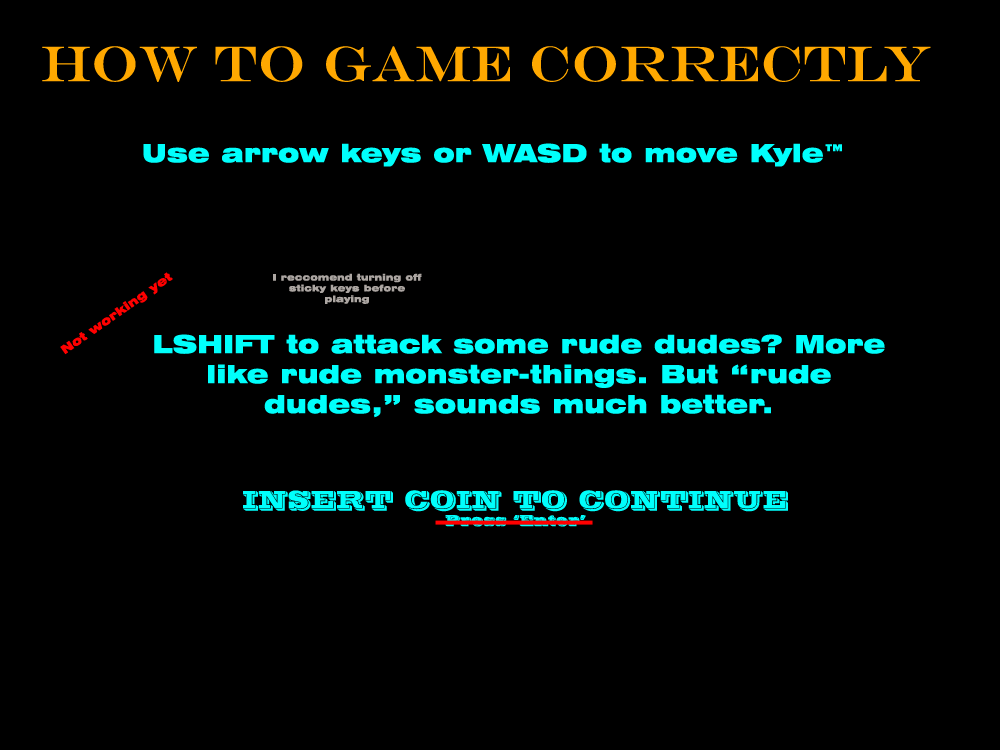 HOW TO GAME CORRECTLY
Use arrow keys or WASD to move Kyle™
Not working yet
I reccomend turning off
sticky keys before
playing
LSHIFT to attack some rude dudes? More
like rude monster-things. But “rude
dudes,” sounds much better.
INSERT COIN TO CONTINUE
Press ‘Enter’